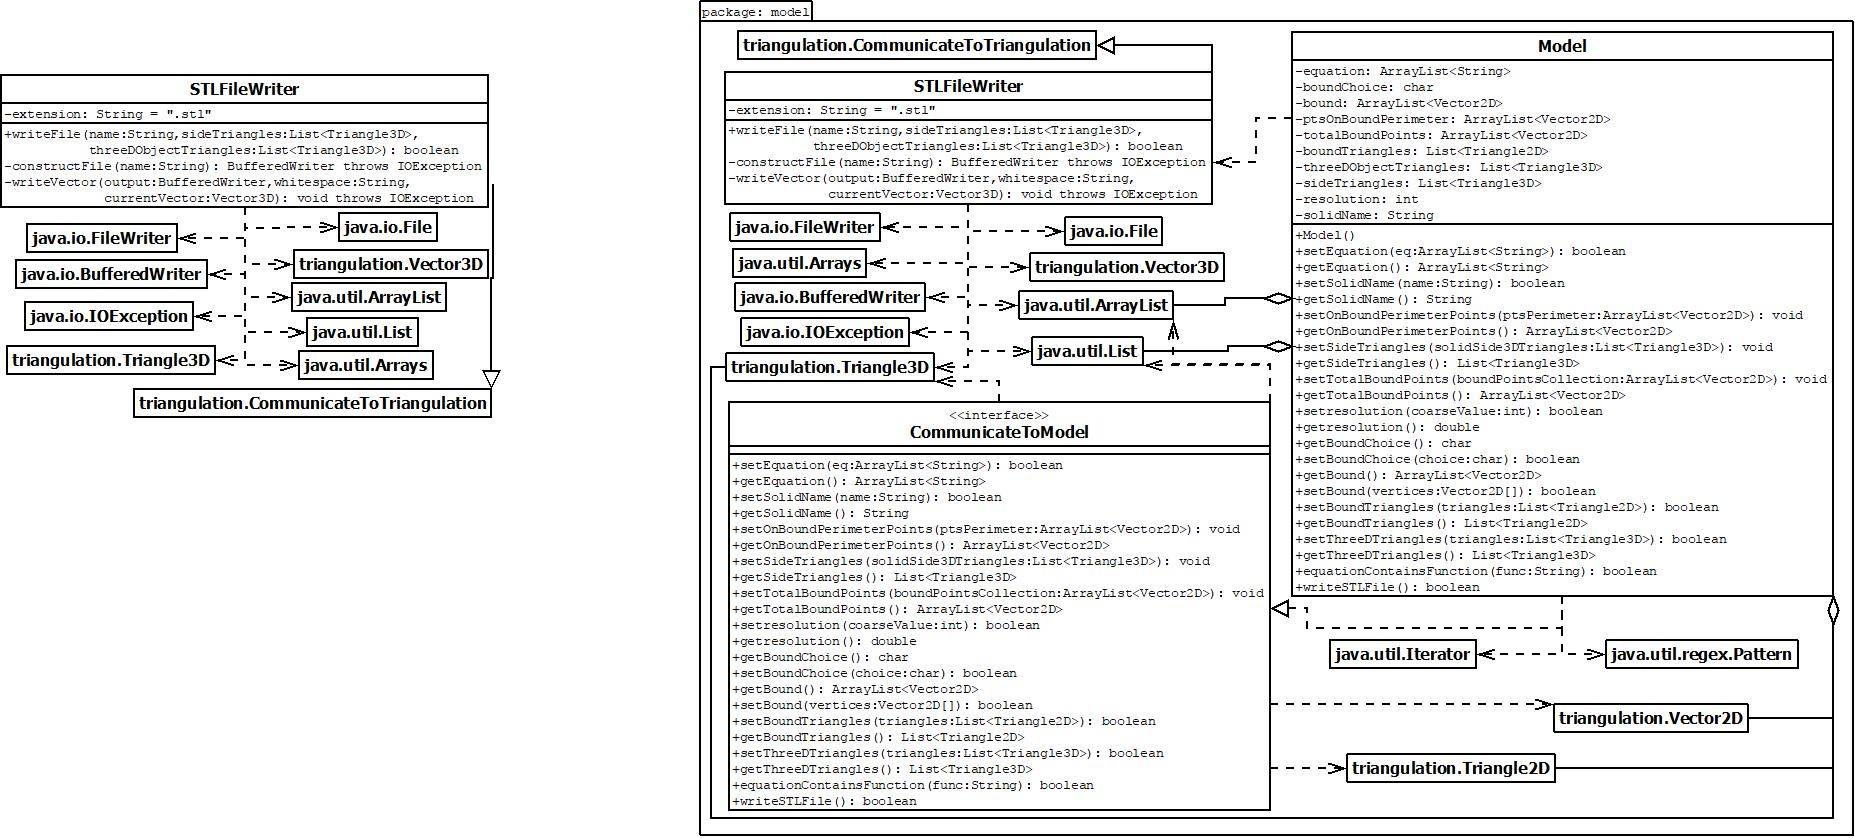 STLFileWriter
-extension: String = ".stl"
+writeFile(name:String,sideTriangles:List<Triangle3D>,
threeDObjectTriangles:List<Triangle3D>): boolean
-constructFile(name:String): BufferedWriter throws IOException
-writeVector(output:BufferedWriter,whitespace:String,
currentVector:Vector3D): void throws IOException
java.io.File
java.io.FileWriter
triangulation.Vector3D
java.io.BufferedWriter
java.util.ArrayList
java.io.IOException
java.util.List
triangulation.Triangle3D
java.util.Arrays
triangulation.CommunicateToTriangulation
package: model
triangulation.CommunicateToTriangulation
STLFileWriter
-extension: String = ".stl"
+writeFile(name:String,sideTriangles:List<Triangle3D>,
threeDObjectTriangles:List<Triangle3D>): boolean
-constructFile(name:String): BufferedWriter throws IOException
-writeVector(output:BufferedWriter,whitespace:String,
currentVector:Vector3D): void throws IOException
java.io.FileWriter
java.io.File
java.util.Arrays
triangulation.Vector3D
java.io.BufferedWriter
java.util.ArrayList
java.io.IOException
java.util.List
triangulation.Triangle3D
<<interface>>
CommunicateToModel
+setEquation(eq:ArrayList<String>): boolean
+getEquation(): ArrayList<String>
+setSolidName(name:String): boolean
+getSolidName(): String
+setOnBoundPerimeterPoints(ptsPerimeter:ArrayList<Vector2D>): void
+getOnBoundPerimeterPoints(): ArrayList<Vector2D>
+setSideTriangles(solidSide3DTriangles:List<Triangle3D>): void
+getSideTriangles(): List<Triangle3D>
+setTotalBoundPoints(boundPointsCollection:ArrayList<Vector2D>): void
+getTotalBoundPoints(): ArrayList<Vector2D>
+setresolution(coarseValue:int): boolean
+getresolution(): double
+getBoundChoice(): char
+setBoundChoice(choice:char): boolean
+getBound(): ArrayList<Vector2D>
+setBound(vertices:Vector2D[]): boolean
+setBoundTriangles(triangles:List<Triangle2D>): boolean
+getBoundTriangles(): List<Triangle2D>
+setThreeDTriangles(triangles:List<Triangle3D>): boolean
+getThreeDTriangles(): List<Triangle3D>
+equationContainsFunction(func:String): boolean
+writeSTLFile(): boolean
Model
-equation: ArrayList<String>
-boundChoice: char
-bound: ArrayList<Vector2D>
-ptsOnBoundPerimeter: ArrayList<Vector2D>
-totalBoundPoints: ArrayList<Vector2D>
-boundTriangles: List<Triangle2D>
-threeDObjectTriangles: List<Triangle3D>
-sideTriangles: List<Triangle3D>
-resolution: int
-solidName: String
+Model()
+setEquation(eq:ArrayList<String>): boolean
+getEquation(): ArrayList<String>
+setSolidName(name:String): boolean
+getSolidName(): String
+setOnBoundPerimeterPoints(ptsPerimeter:ArrayList<Vector2D>): void
+getOnBoundPerimeterPoints(): ArrayList<Vector2D>
+setSideTriangles(solidSide3DTriangles:List<Triangle3D>): void
+getSideTriangles(): List<Triangle3D>
+setTotalBoundPoints(boundPointsCollection:ArrayList<Vector2D>): void
+getTotalBoundPoints(): ArrayList<Vector2D>
+setresolution(coarseValue:int): boolean
+getresolution(): double
+getBoundChoice(): char
+setBoundChoice(choice:char): boolean
+getBound(): ArrayList<Vector2D>
+setBound(vertices:Vector2D[]): boolean
+setBoundTriangles(triangles:List<Triangle2D>): boolean
+getBoundTriangles(): List<Triangle2D>
+setThreeDTriangles(triangles:List<Triangle3D>): boolean
+getThreeDTriangles(): List<Triangle3D>
+equationContainsFunction(func:String): boolean
+writeSTLFile(): boolean
java.util.Iterator
java.util.regex.Pattern
triangulation.Vector2D
triangulation.Triangle2D